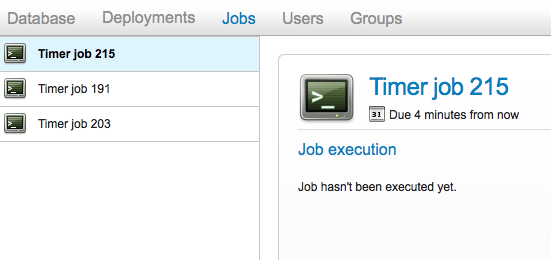 Database Deployments Jobs Users Groups
Timer job 215
Timer job 191
Timer job 203
Timer job 215
31 Due 4 minutes from now
Job execution
Job hasn't been executed yet.